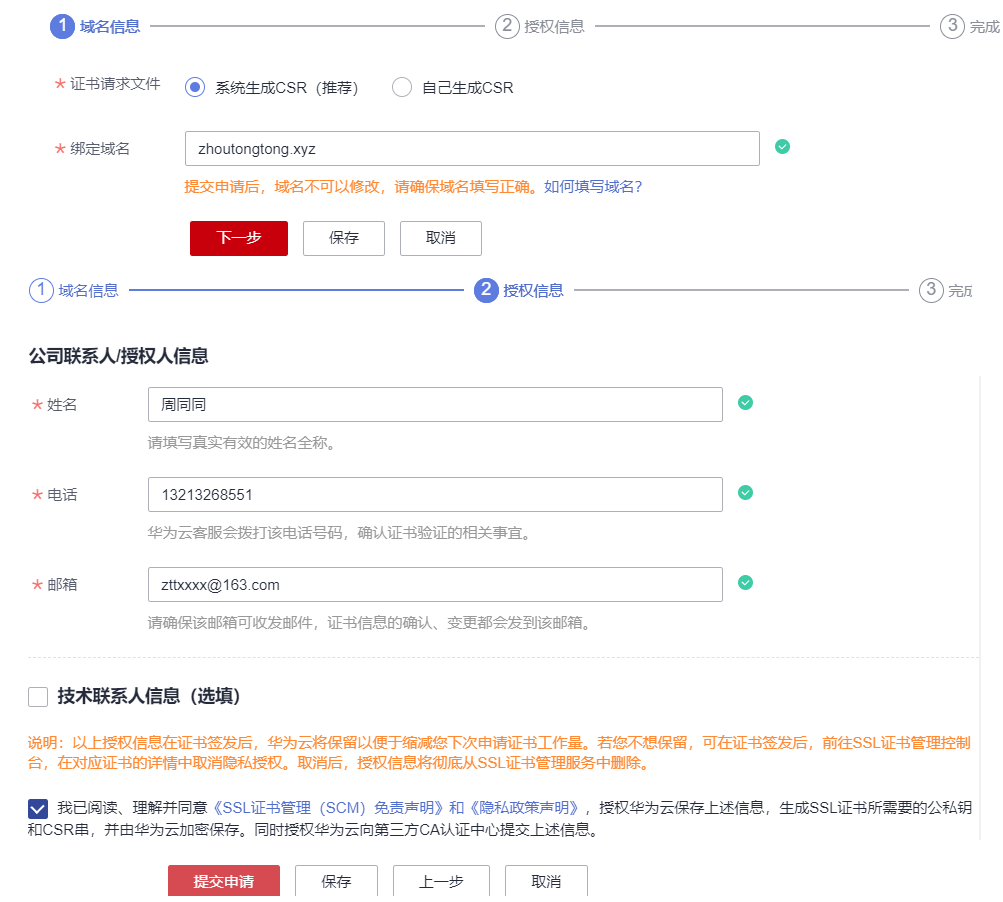 1 域名信息 2 授权信息 3 完成
* 证书请求文件 系统生成CSR（推荐） 自己生成CSR
* 绑定域名 zhoutongtong.xyz
提交申请后，域名不可以修改，请确保域名填写正确。如何填写域名？
下一步 保存 取消
1 域名信息 2 授权信息 3 完成
公司联系人/授权人信息
* 姓名 周同同
请填写真实有效的姓名全称。
* 电话 13213268551
华为云客服会拨打该电话号码，确认证书验证的相关事宜。
* 邮箱 zttxxxx@163.com
请确保该邮箱可收发邮件，证书信息的确认、变更都会发到该邮箱。
技术联系人信息（选填）
说明：以上授权信息在证书签发后，华为云将保留以便于缩减您下次申请证书工作量。若您不想保留，可在证书签发后，前往SSL证书管理控制
台，在对应证书的详情中取消隐私授权。取消后，授权信息将彻底从SSL证书管理服务中删除。
我已阅读、理解并同意《SSL证书管理（SCM）免责声明》和《隐私政策声明》，授权华为云保存上述信息，生成SSL证书所需要的公私钥
和CSR串，并由华为云加密保存。同时授权华为云向第三方CA认证中心提交上述信息。
提交申请 保存 上一步 取消